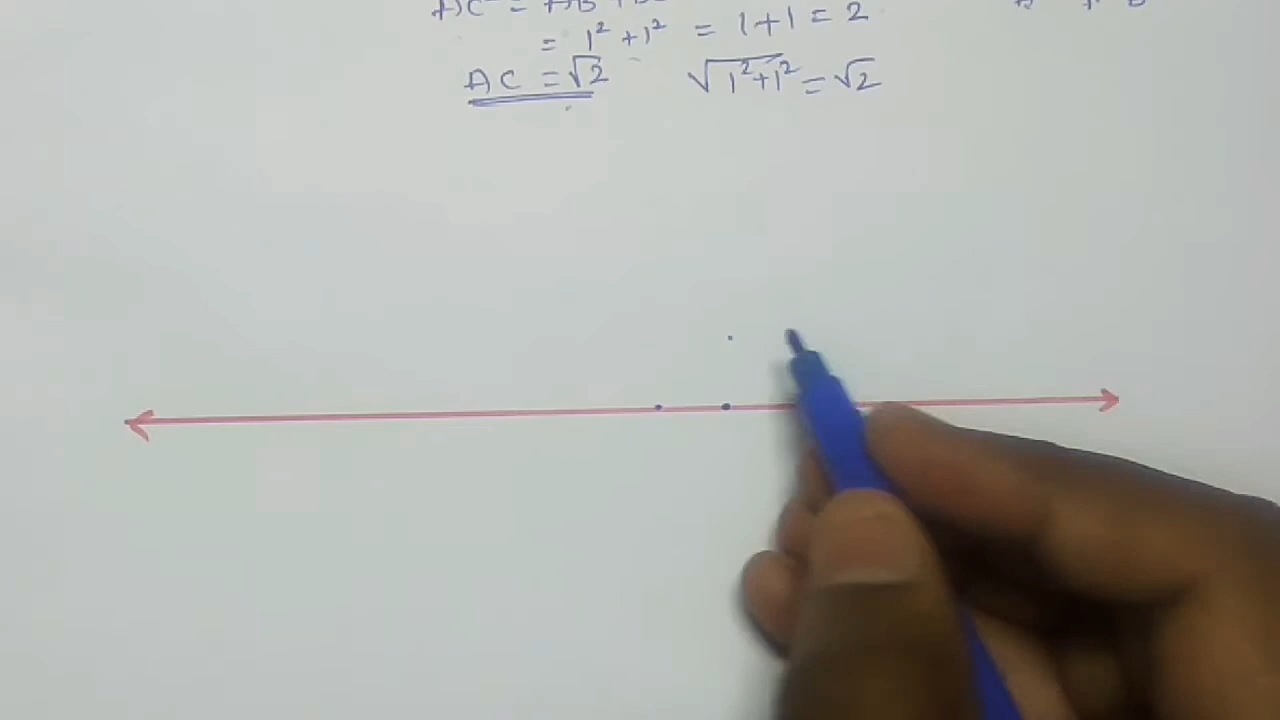 = 1² + 1² = 1 + 1 = 2
AC = √2 √1²+1² = √2